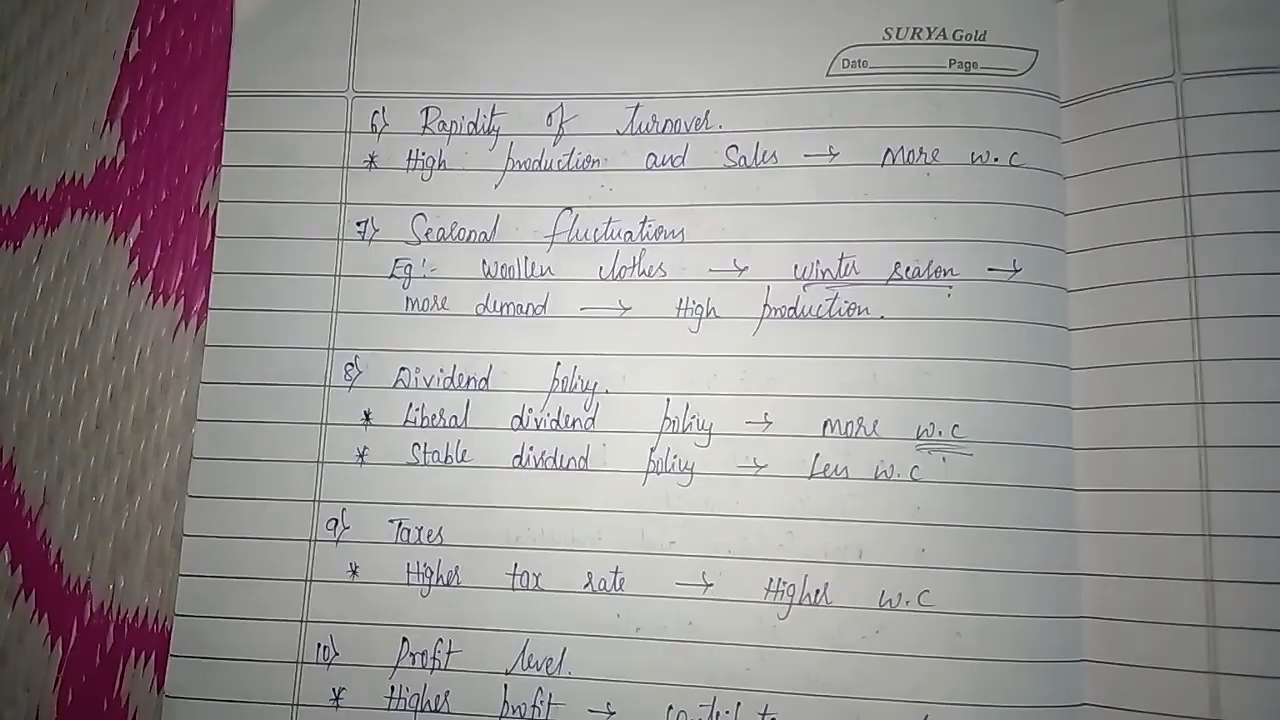 SURYA Gold
Date Page
6) Rapidity of turnover.
* High production and Sales → More w.c
7) Seasonal fluctuations
Eg:- woollen clothes → winter season →
more demand → High production.
8) Dividend policy.
* Liberal dividend policy → more w.c
* Stable dividend policy → Less w.c
9) Taxes
* Higher tax rate → Higher w.c
10) Profit level.
* Higher profit →